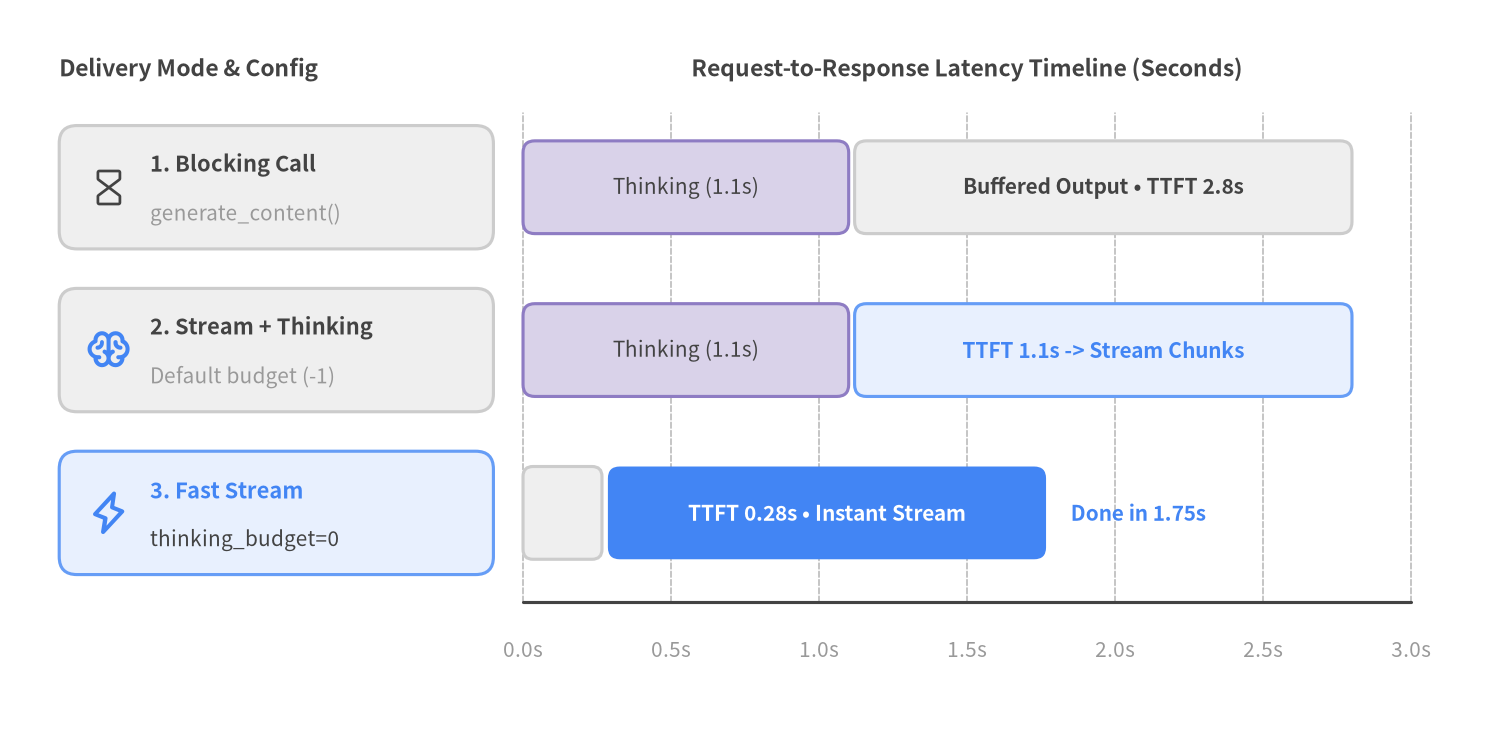 Delivery Mode & Config
Request-to-Response Latency Timeline (Seconds)
1. Blocking Call
generate_content()
Thinking (1.1s)
Buffered Output • TTFT 2.8s
2. Stream + Thinking
Default budget (-1)
Thinking (1.1s)
TTFT 1.1s -> Stream Chunks
3. Fast Stream
thinking_budget=0
TTFT 0.28s • Instant Stream
Done in 1.75s
0.0s 0.5s 1.0s 1.5s 2.0s 2.5s 3.0s